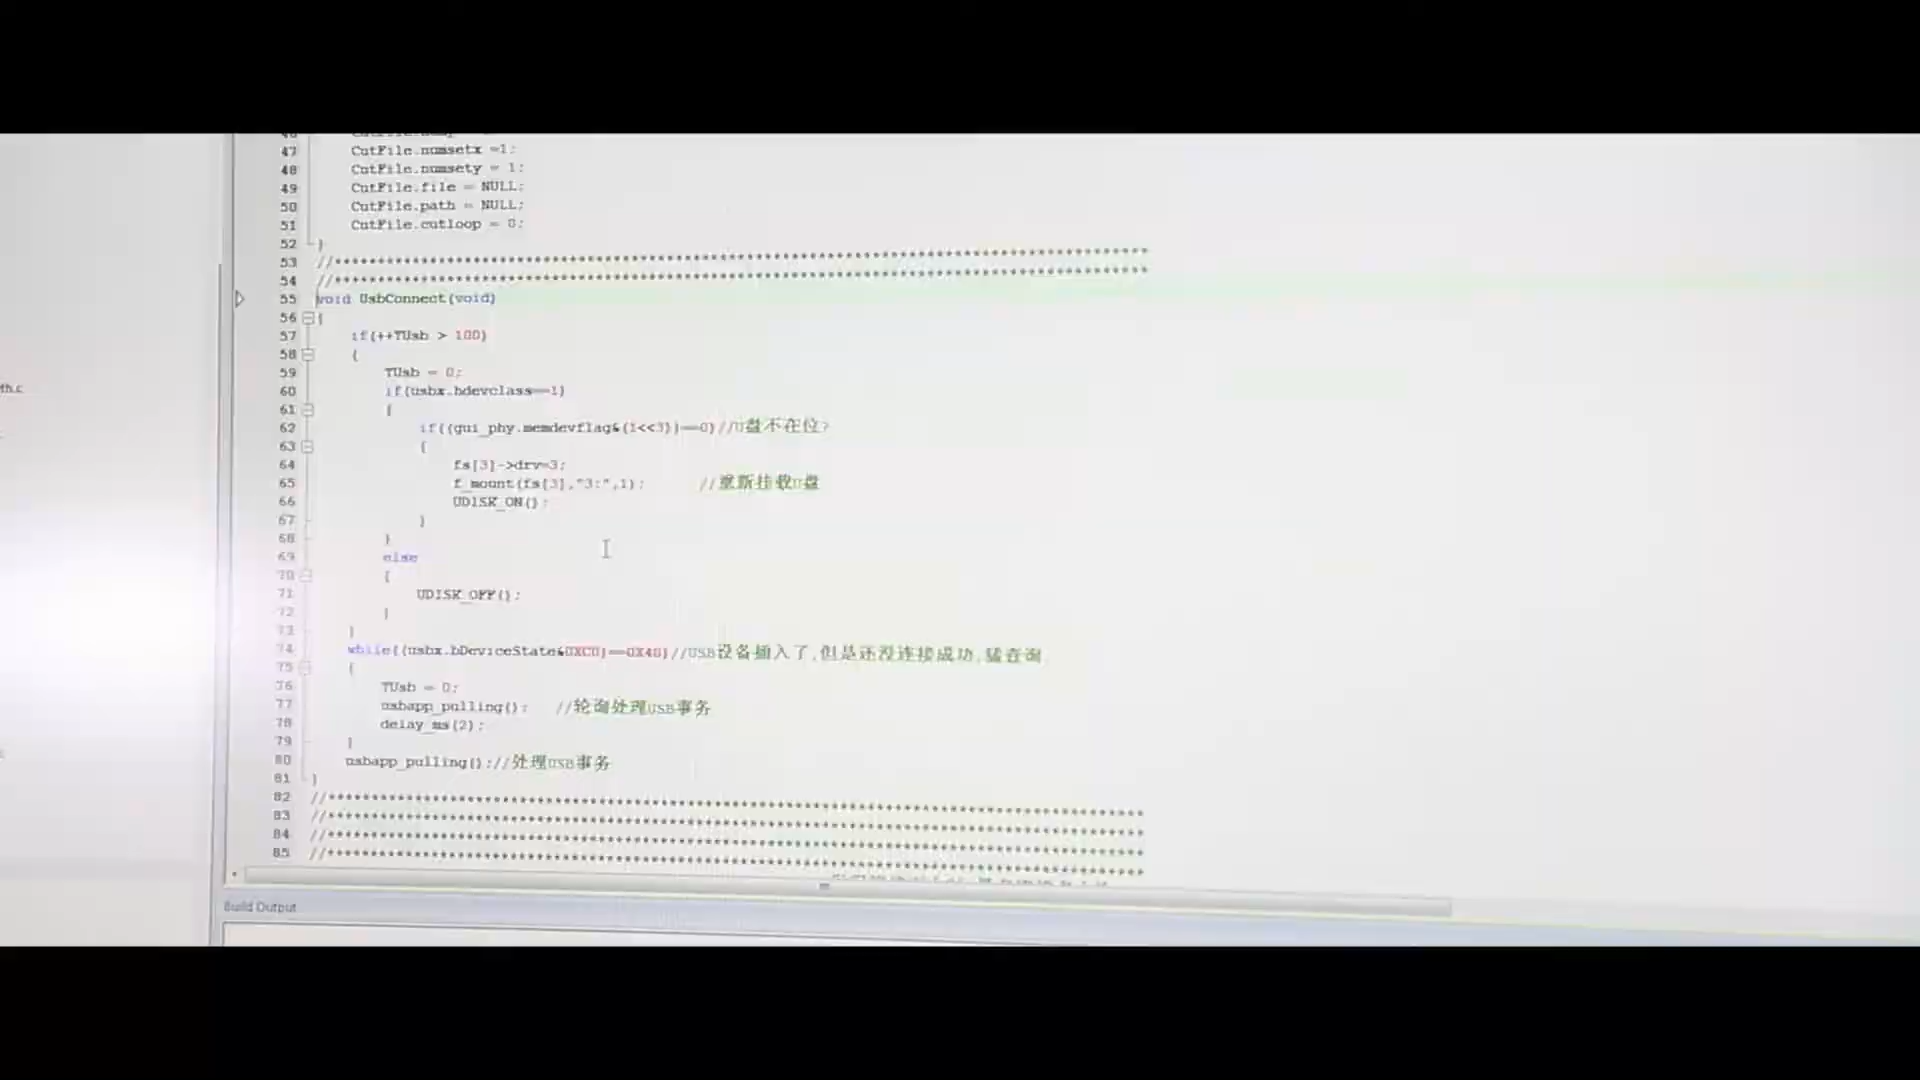 47 CutFile.numsetx =1;
48 CutFile.numsety = 1;
49 CutFile.file = NULL;
50 CutFile.path = NULL;
51 CutFile.cutloop = 0;
52 }
53 //******************************************************************************
54 //******************************************************************************
55 void UsbConnect(void)
56 {
57 if(++TUsb > 100)
58 {
59 TUsb = 0;
60 if(usbx.hdevclass==1)
61 {
62 if((gui_phy.memdevflag&(1<<3))==0)//U盘不在位?
63 {
64 fs[3]->drv=3;
65 f_mount(fs[3],"3:",1); //重新挂载U盘
66 UDISK_ON();
67 }
68 }
69 else
70 {
71 UDISK_OFF();
72 }
73 }
74 while((usbx.bDeviceState&0XC0)==0X40)//USB设备插入了,但是还没连接成功,猛查询
75 {
76 TUsb = 0;
77 usbapp_pulling(); //轮询处理USB事务
78 delay_ms(2);
79 }
80 usbapp_pulling();//处理USB事务
81 }
82 //******************************************************************************
83 //******************************************************************************
84 //******************************************************************************
85 //******************************************************************************
Build Output